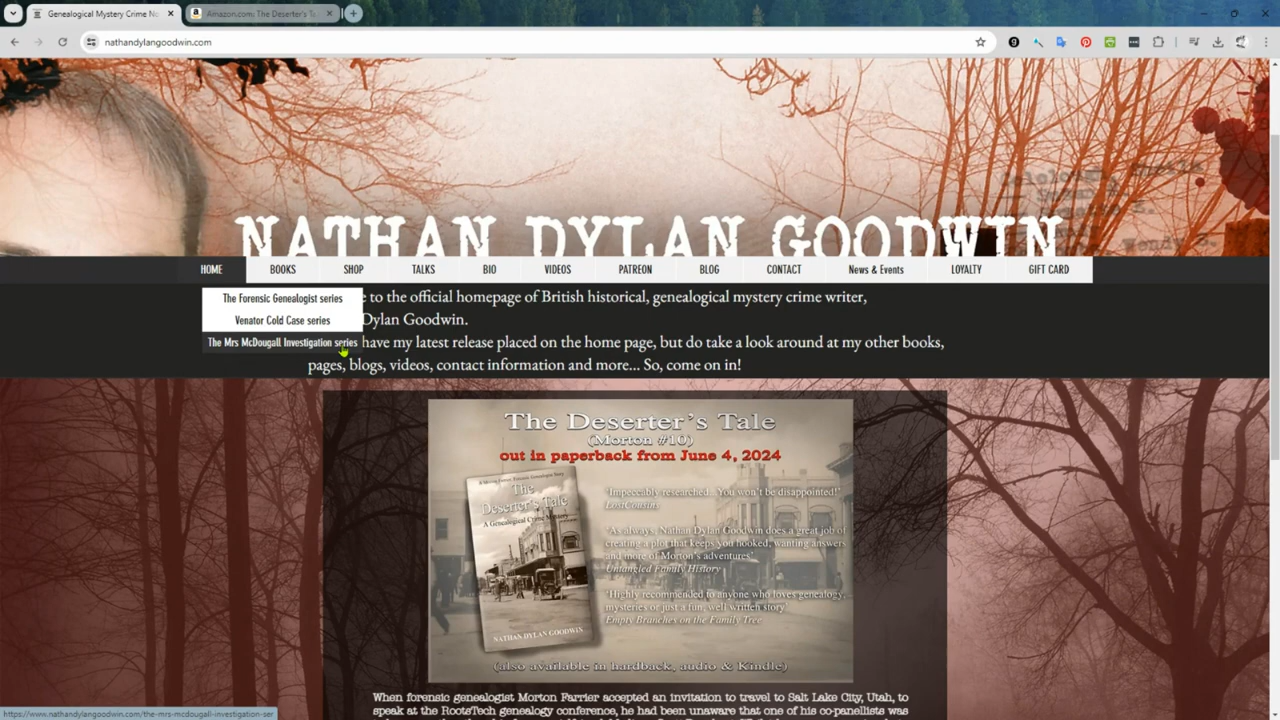 Genealogical Mystery Crime No
Amazon.com: The Deserter's Ta
nathandylangoodwin.com
NATHAN DYLAN GOODWIN
HOME BOOKS SHOP TALKS BIO VIDEOS PATREON BLOG CONTACT News & Events LOYALTY GIFT CARD
The Forensic Genealogist series
Venator Cold Case series
The Mrs McDougall Investigation series
e to the official homepage of British historical, genealogical mystery crime writer,
Dylan Goodwin.
have my latest release placed on the home page, but do take a look around at my other books,
pages, blogs, videos, contact information and more... So, come on in!
The Deserter's Tale
(Morton #10)
out in paperback from June 4, 2024
A Morton Farrier, Forensic Genealogist Story
The
Deserter's Tale
A Genealogical Crime Mystery
NATHAN DYLAN GOODWIN
'Impeccably researched...You won't be disappointed!'
LostCousins
'As always, Nathan Dylan Goodwin does a great job of
creating a plot that keeps you hooked, wanting answers
and more of Morton's adventures'
Untangled Family History
'Highly recommended to anyone who loves genealogy,
mysteries or just a fun, well written story'
Empty Branches on the Family Tree
(also available in hardback, audio & Kindle)
When forensic genealogist Morton Farrier accepted an invitation to travel to Salt Lake City, Utah, to
speak at the RootsTech genealogy conference, he had been unaware that one of his co-panellists was
https://www.nathandylangoodwin.com/the-mrs-mcdougall-investigation-ser